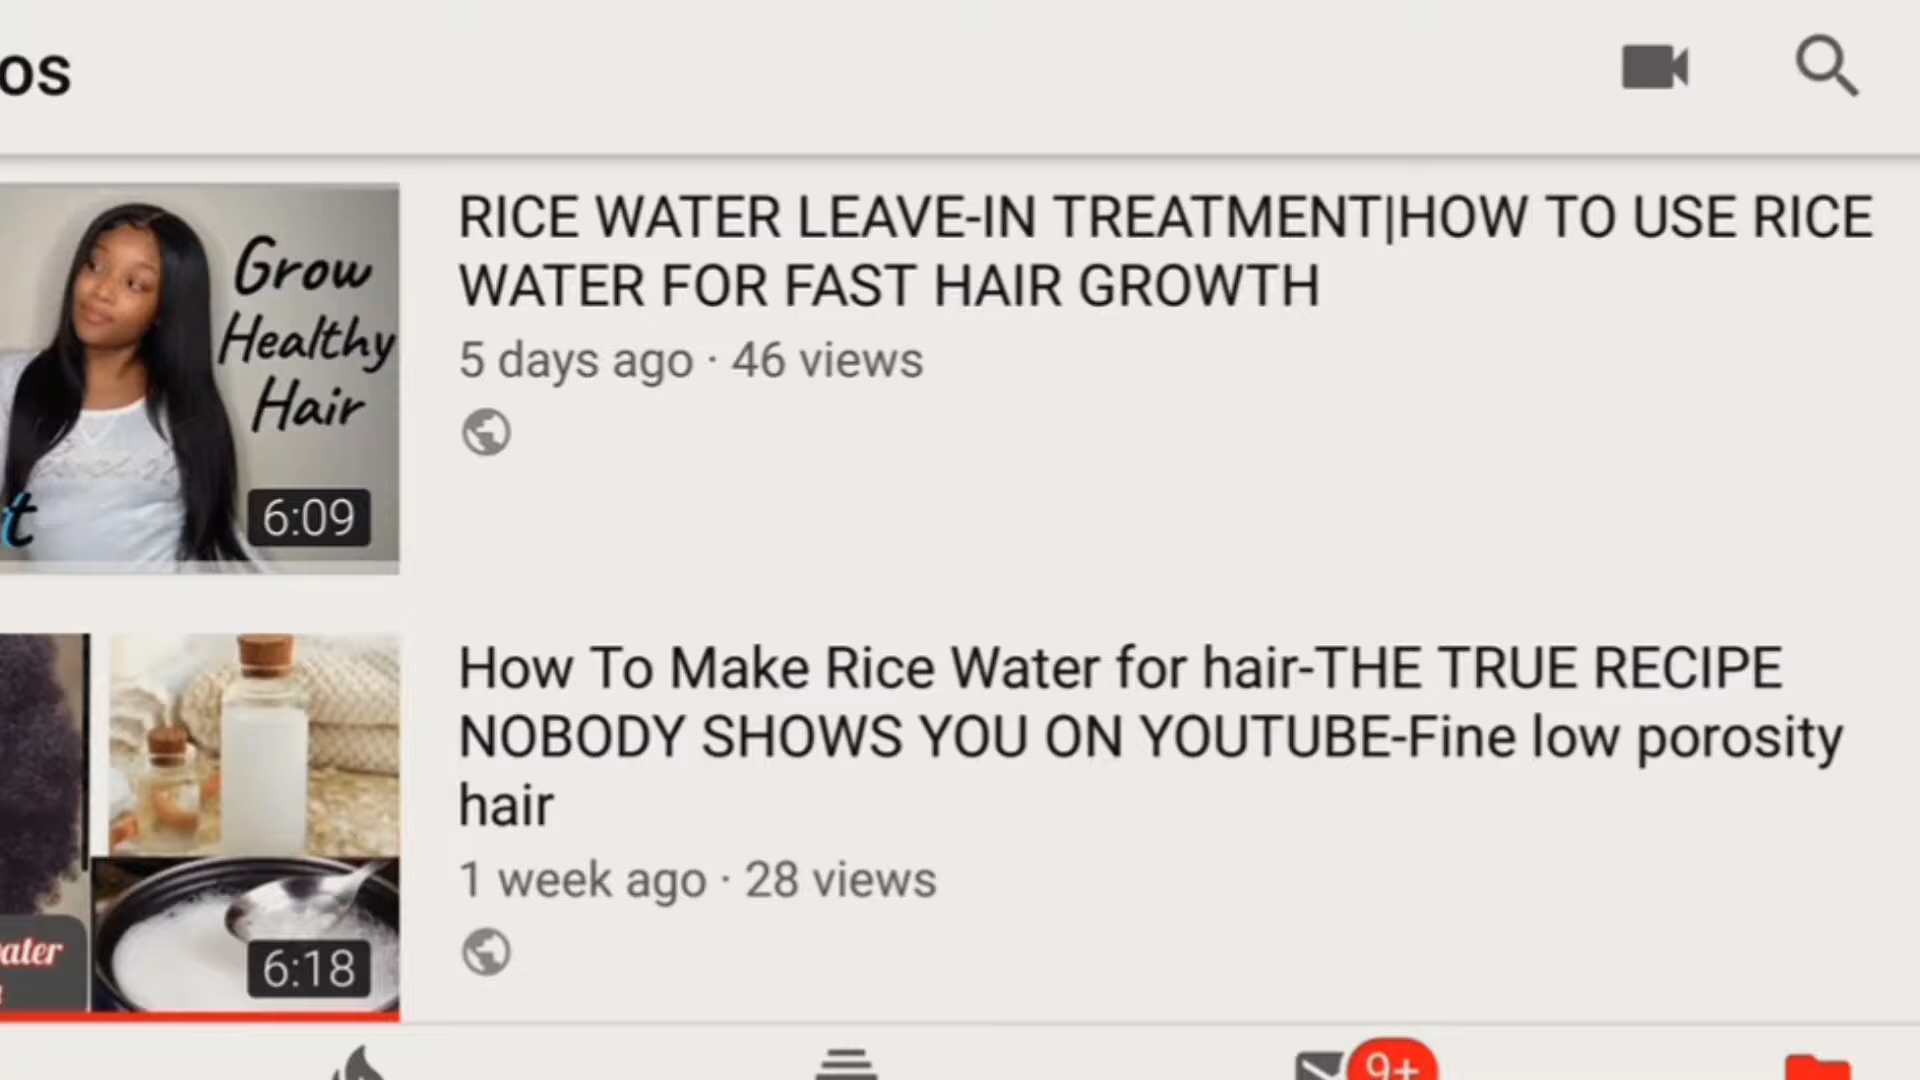 os
Grow
Healthy
Hair
t
6:09
RICE WATER LEAVE-IN TREATMENT|HOW TO USE RICE
WATER FOR FAST HAIR GROWTH
5 days ago · 46 views
ater
6:18
How To Make Rice Water for hair-THE TRUE RECIPE
NOBODY SHOWS YOU ON YOUTUBE-Fine low porosity
hair
1 week ago · 28 views
9+